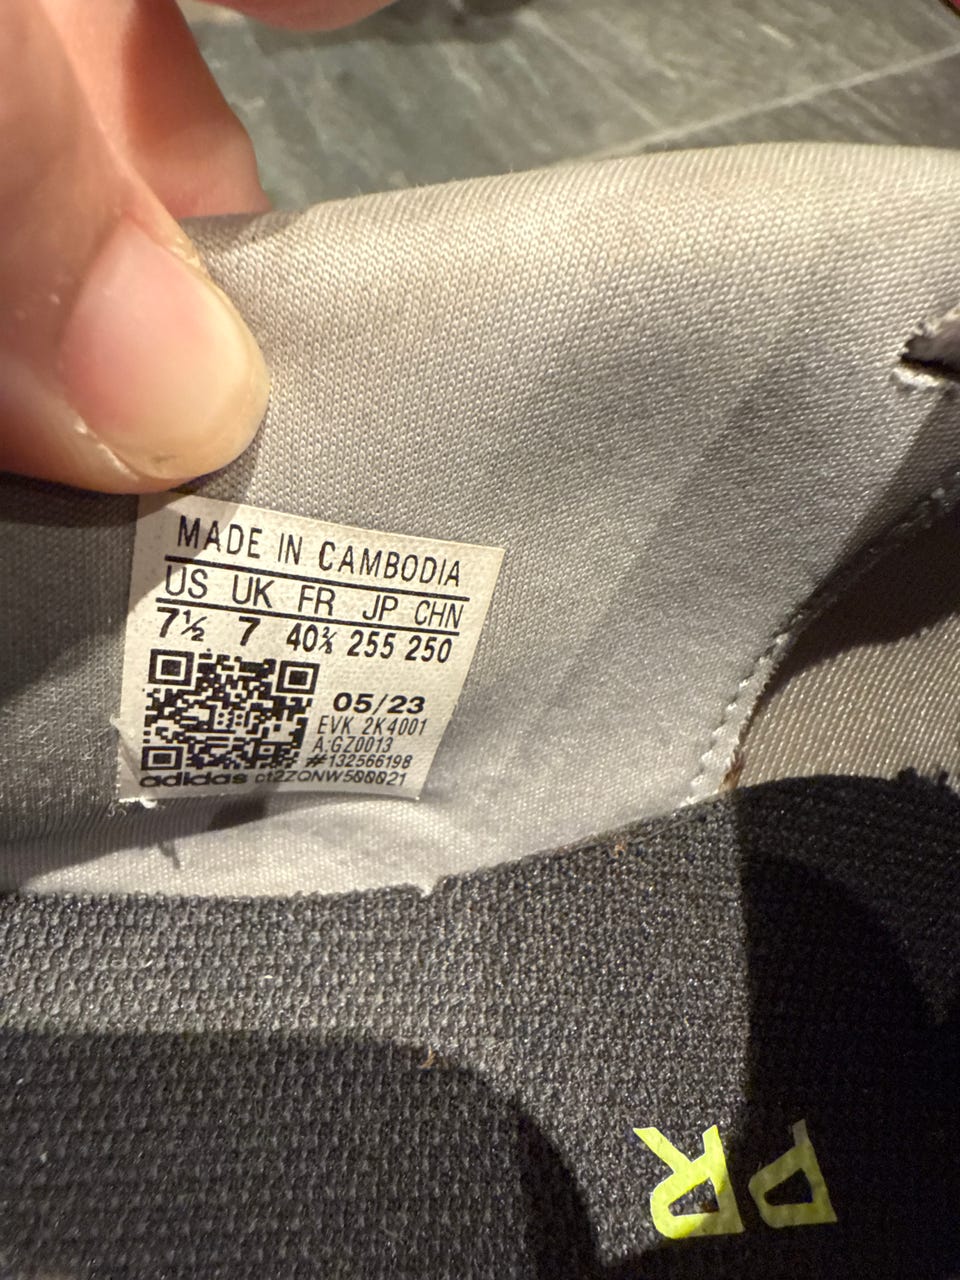 MADE IN CAMBODIA
US UK FR JP CHN
7½ 7 40⅔ 255 250
05/23
EVK 2K4001
A:GZ0013
#132566198
adidas ct2ZQNW500021
PR